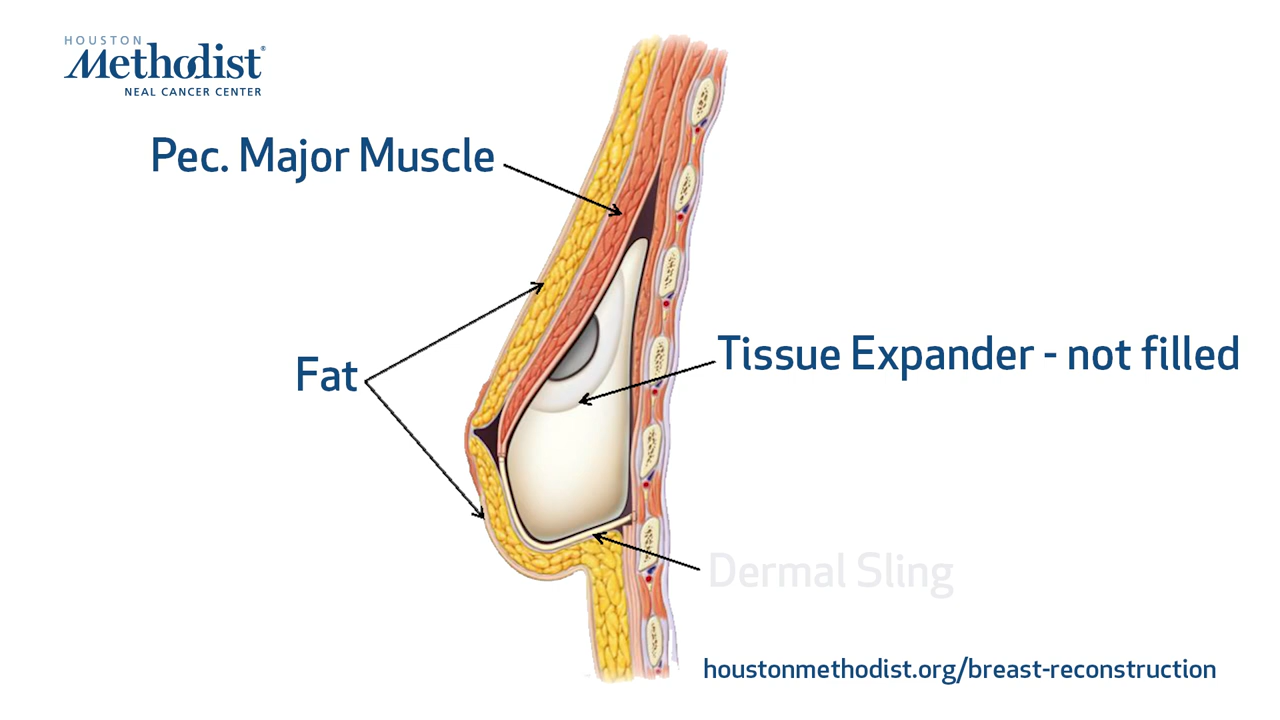 HOUSTON
Methodist®
NEAL CANCER CENTER
Pec. Major Muscle
Tissue Expander - not filled
Fat
Dermal Sling
houstonmethodist.org/breast-reconstruction